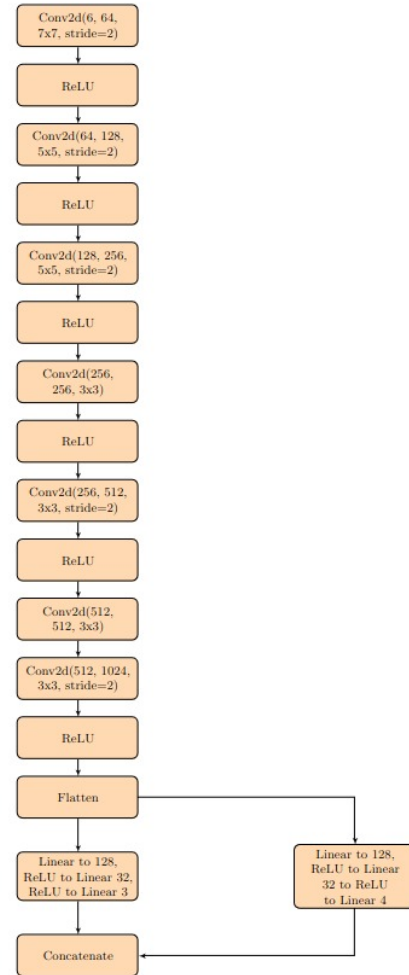 Conv2d(6, 64,
7x7, stride=2)
ReLU
Conv2d(64, 128,
5x5, stride=2)
ReLU
Conv2d(128, 256,
5x5, stride=2)
ReLU
Conv2d(256,
256, 3x3)
ReLU
Conv2d(256, 512,
3x3, stride=2)
ReLU
Conv2d(512,
512, 3x3)
Conv2d(512, 1024,
3x3, stride=2)
ReLU
Flatten
Linear to 128,
ReLU to Linear 32,
ReLU to Linear 3
Linear to 128,
ReLU to Linear
32 to ReLU
to Linear 4
Concatenate